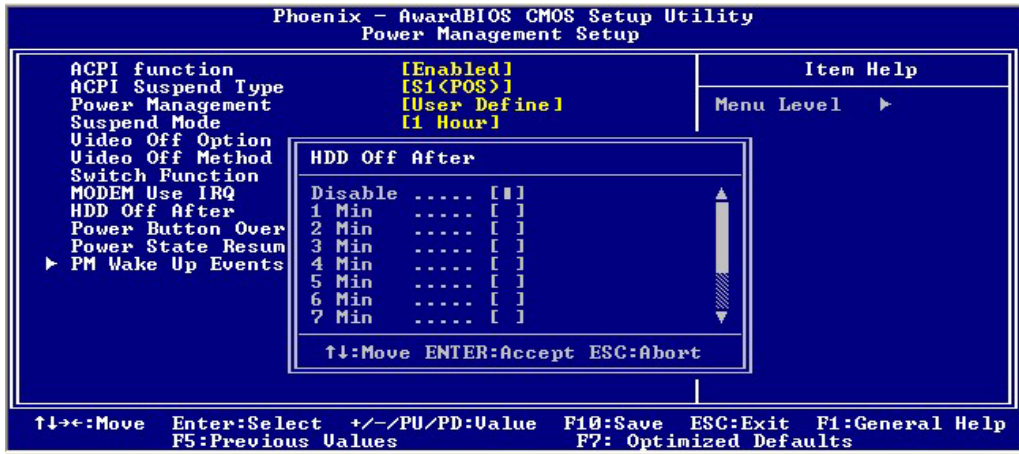 Phoenix - AwardBIOS CMOS Setup Utility
Power Management Setup
ACPI function [Enabled]
ACPI Suspend Type [S1(POS)]
Power Management [User Define]
Suspend Mode [1 Hour]
Video Off Option
Video Off Method
Switch Function
MODEM Use IRQ
HDD Off After
Power Button Over
Power State Resum
► PM Wake Up Events
HDD Off After
Disable ..... [▮]
1 Min ..... [ ]
2 Min ..... [ ]
3 Min ..... [ ]
4 Min ..... [ ]
5 Min ..... [ ]
6 Min ..... [ ]
7 Min ..... [ ]
↑↓:Move ENTER:Accept ESC:Abort
Item Help
Menu Level ►
↑↓→←:Move Enter:Select +/-/PU/PD:Value F10:Save ESC:Exit F1:General Help
F5:Previous Values F7: Optimized Defaults